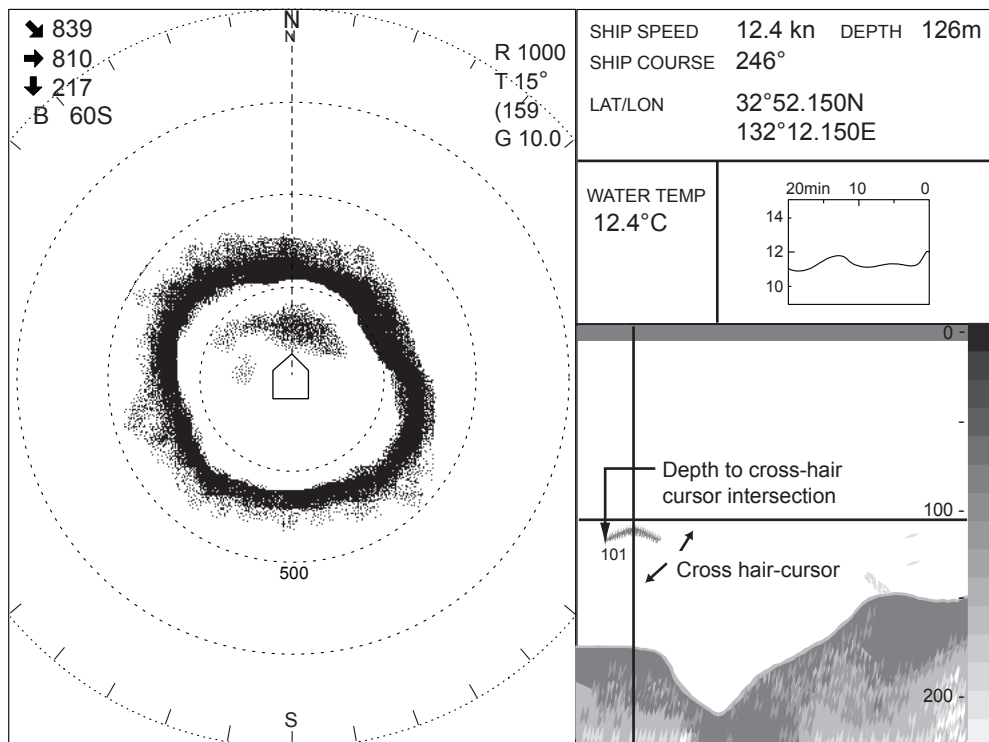 N
N
➘ 839
➡ 810
⬇ 217
B 60S
R 1000
T 15°
(159
G 10.0
500
S
SHIP SPEED 12.4 kn DEPTH 126m
SHIP COURSE 246°
LAT/LON 32°52.150N
132°12.150E
WATER TEMP
12.4°C
20min 10 0
14
12
10
0
Depth to cross-hair
cursor intersection
100
101
Cross hair-cursor
200